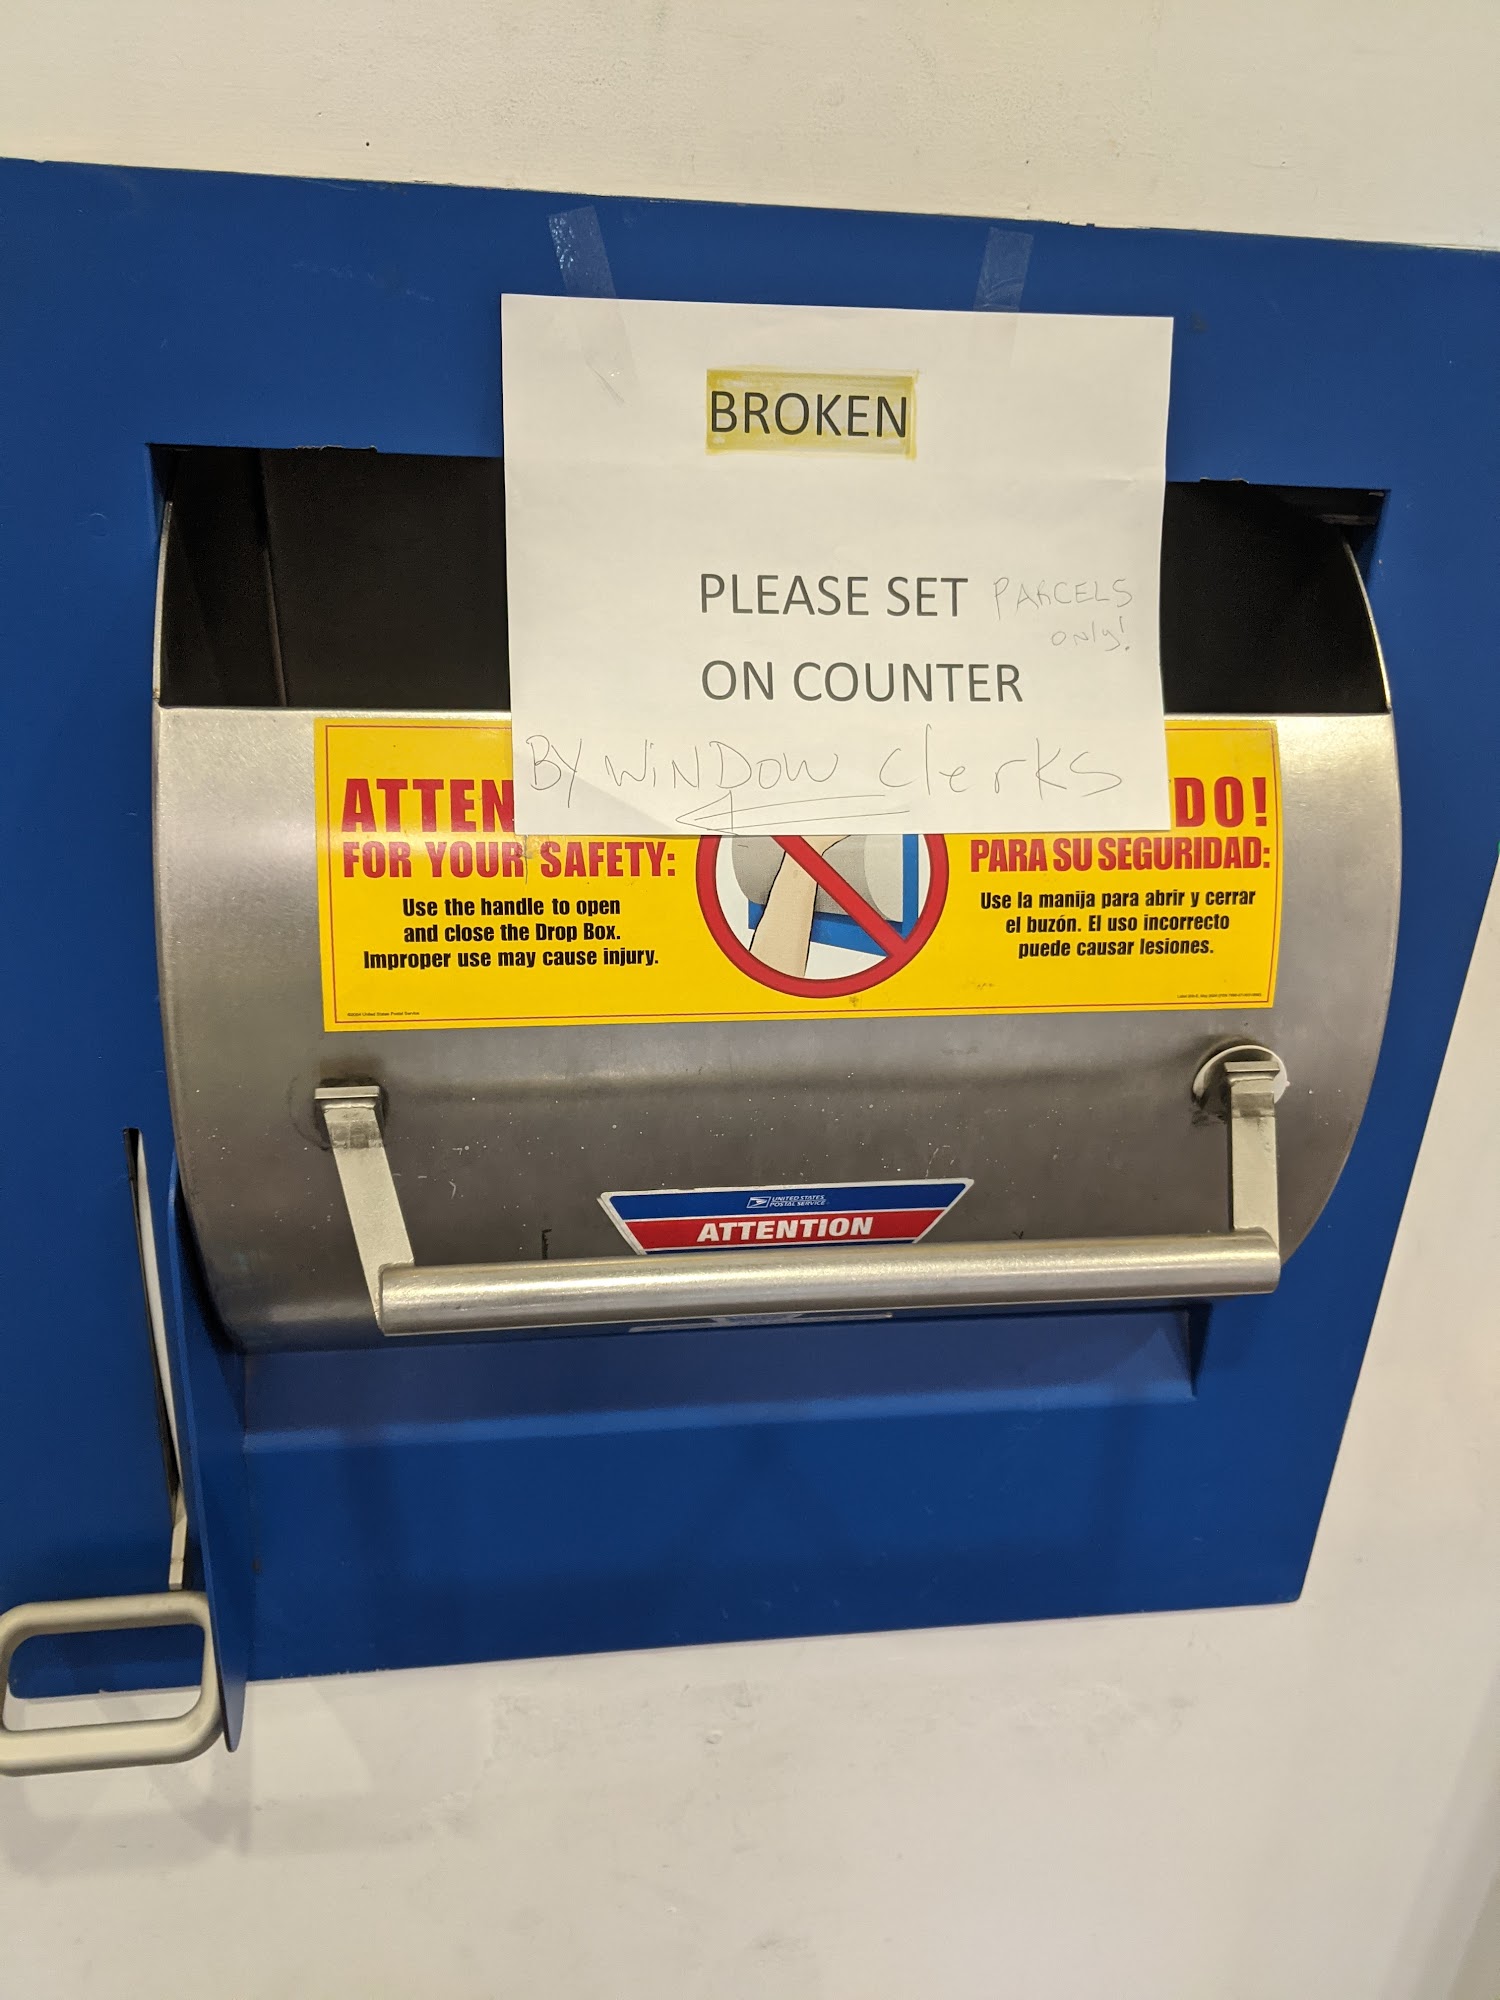 BROKEN
PLEASE SET PARCELS
ONLY!
ON COUNTER
BY WINDOW Clerks
ATTEN
FOR YOUR SAFETY:
Use the handle to open
and close the Drop Box.
Improper use may cause injury.
DO!
PARA SU SEGURIDAD:
Use la manija para abrir y cerrar
el buzón. El uso incorrecto
puede causar lesiones.
UNITED STATES
POSTAL SERVICE
ATTENTION